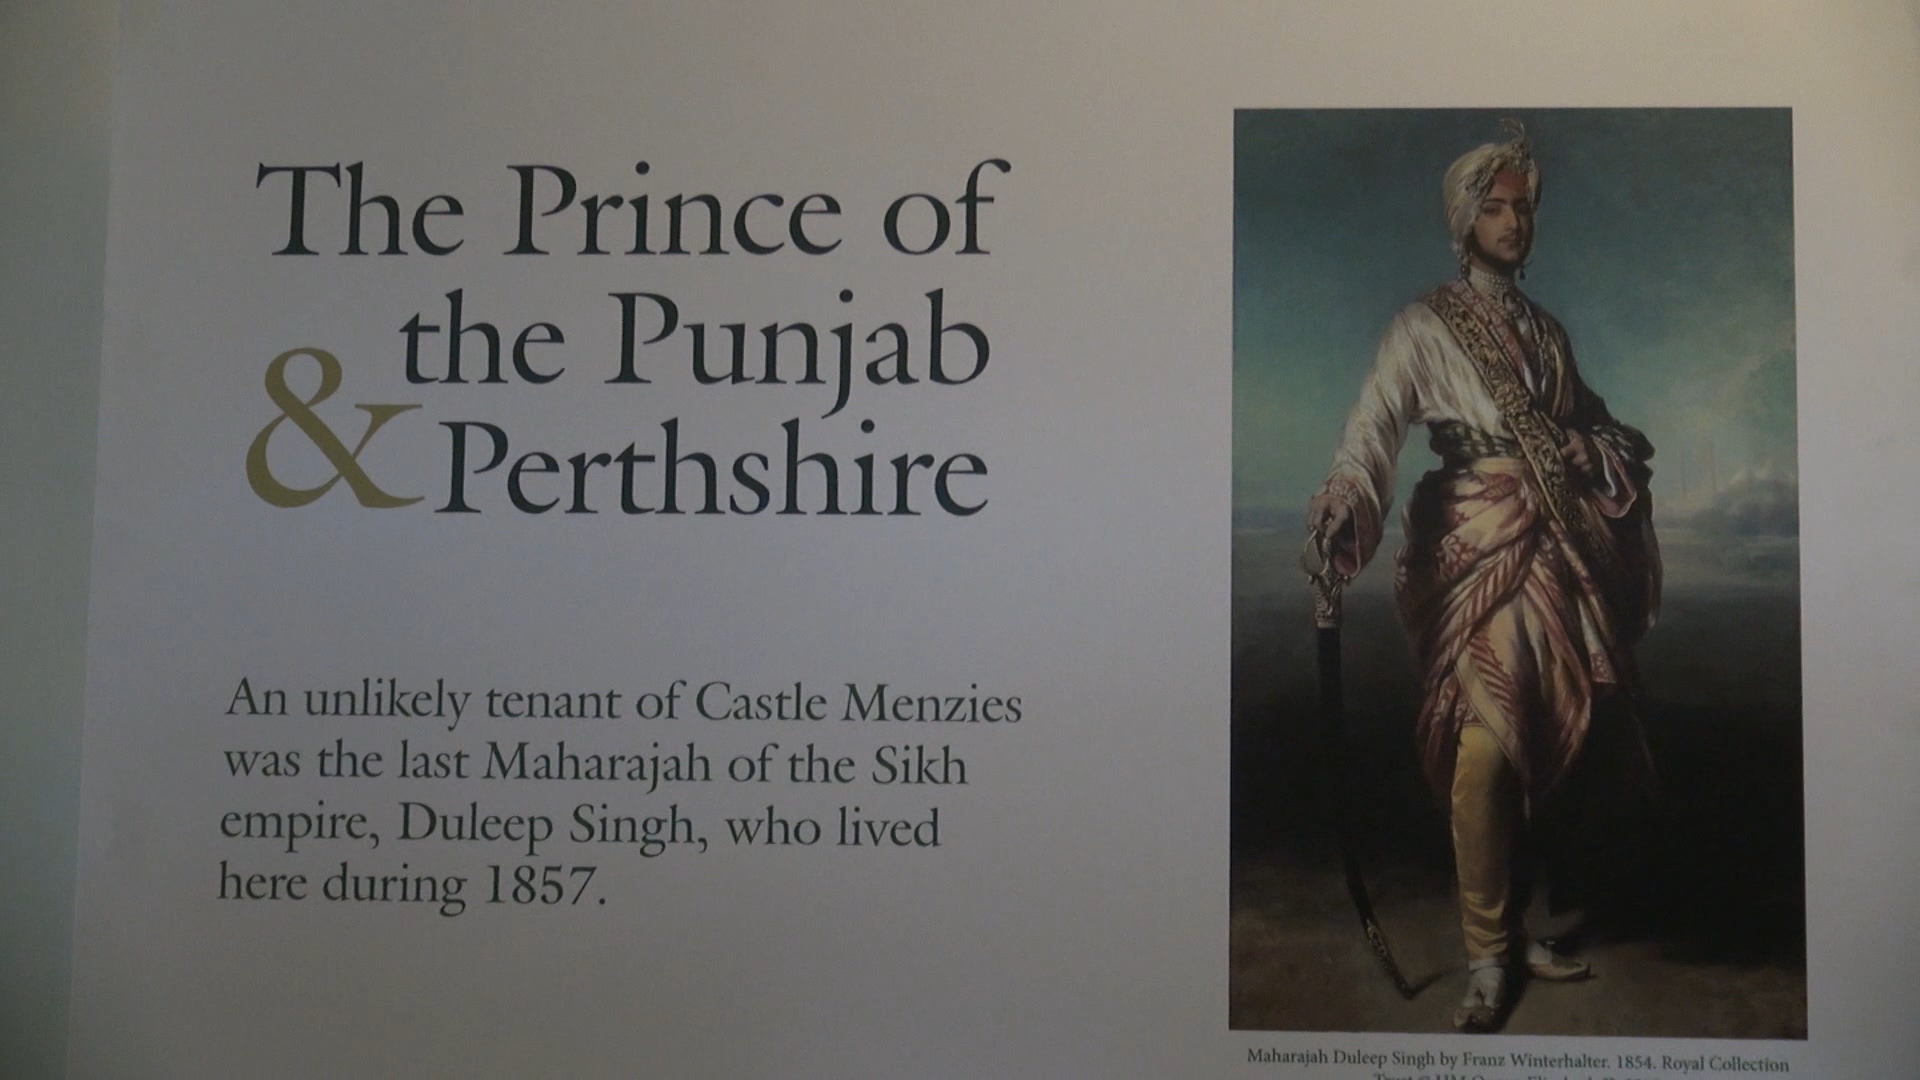 The Prince of
the Punjab
& Perthshire
An unlikely tenant of Castle Menzies
was the last Maharajah of the Sikh
empire, Duleep Singh, who lived
here during 1857.
Maharajah Duleep Singh by Franz Winterhalter. 1854. Royal Collection